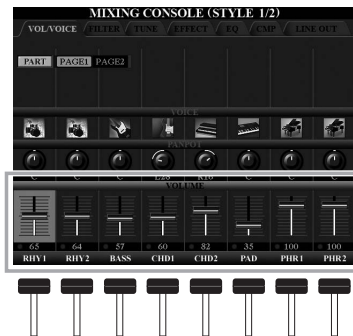 MIXING CONSOLE (STYLE 1/2)
VOL/VOICE FILTER TUNE EFFECT EQ CMP LINE OUT
PART PAGE1 PAGE2
VOICE
PANPOT
C C C L28 R16 C C C
VOLUME
65 64 57 60 82 35 100 100
RHY1 RHY2 BASS CHD1 CHD2 PAD PHR1 PHR2